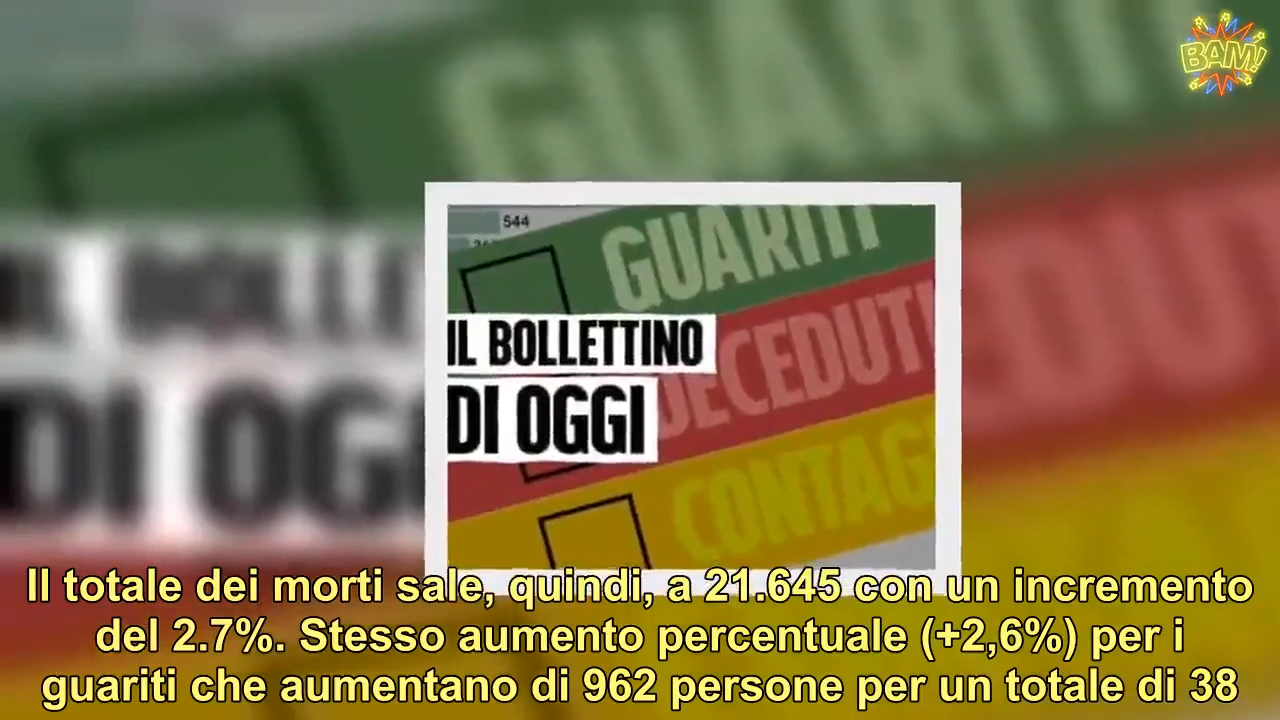 BAM!
544
GUARITI
IL BOLLETTINO
DECEDUTI
DI OGGI
CONTAG
Il totale dei morti sale, quindi, a 21.645 con un incremento
del 2.7%. Stesso aumento percentuale (+2,6%) per i
guariti che aumentano di 962 persone per un totale di 38